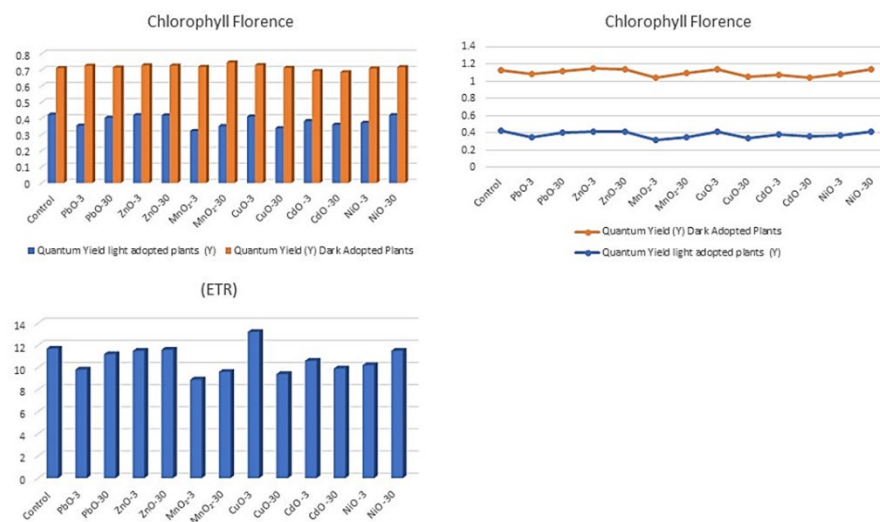 Chlorophyll Florence
0.8
0.7
0.6
0.5
0.4
0.3
0.2
0.1
0
Control PbO-3 PbO-30 ZnO-3 ZnO-30 MnO₂-3 MnO₂-30 CuO-3 CuO-30 CdO -3 CdO -30 NiO -3 NiO -30
Quantum Yield light adopted plants (Y) Quantum Yield (Y) Dark Adopted Plants
Chlorophyll Florence
1.4
1.2
1
0.8
0.6
0.4
0.2
0
Control PbO-3 PbO-30 ZnO-3 ZnO-30 MnO₂-3 MnO₂-30 CuO-3 CuO-30 CdO -3 CdO -30 NiO -3 NiO -30
Quantum Yield (Y) Dark Adopted Plants
Quantum Yield light adopted plants (Y)
(ETR)
14
12
10
8
6
4
2
0
Control PbO-3 PbO-30 ZnO-3 ZnO-30 MnO₂-3 MnO₂-30 CuO-3 CuO-30 CdO -3 CdO -30 NiO -3 NiO -30